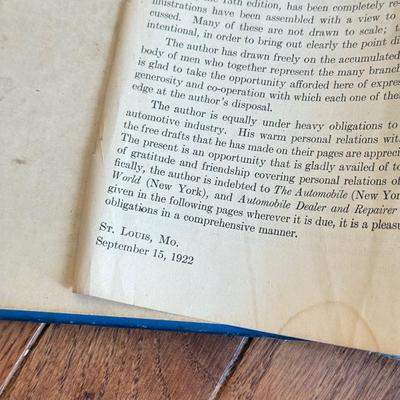 the 13th edition, has been completely re-
illustrations have been assembled with a view to
cussed. Many of these are not drawn to scale; th
intentional, in order to bring out clearly the point di
The author has drawn freely on the accumulated
body of men who together represent the many branch
is glad to take the opportunity afforded here of expres
generosity and co-operation with which each one of the
edge at the author's disposal.
The author is equally under heavy obligations to
automotive industry. His warm personal relations wit
the free drafts that he has made on their pages are apprecia
The present is an opportunity that is gladly availed of to
of gratitude and friendship covering personal relations of
fically, the author is indebted to The Automobile (New Yor
World (New York), and Automobile Dealer and Repairer
given in the following pages wherever it is due, it is a pleasu
obligations in a comprehensive manner.
St. Louis, Mo.
September 15, 1922